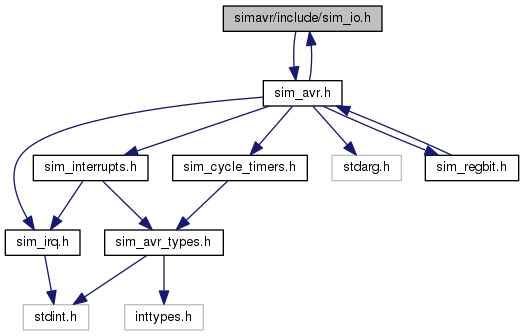 simavr/include/sim_io.h
sim_avr.h
sim_interrupts.h
sim_cycle_timers.h
stdarg.h
sim_regbit.h
sim_irq.h
sim_avr_types.h
stdint.h
inttypes.h